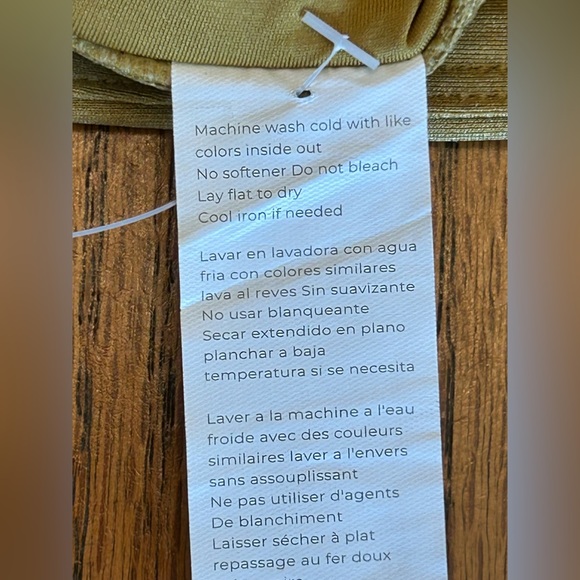 Machine wash cold with like
colors inside out
No softener Do not bleach
Lay flat to dry
Cool iron if needed
Lavar en lavadora con agua
fria con colores similares
lava al reves Sin suavizante
No usar blanqueante
Secar extendido en plano
planchar a baja
temperatura si se necesita
Laver a la machine a l'eau
froide avec des couleurs
similaires laver a l'envers
sans assouplissant
Ne pas utiliser d'agents
De blanchiment
Laisser sécher à plat
repassage au fer doux